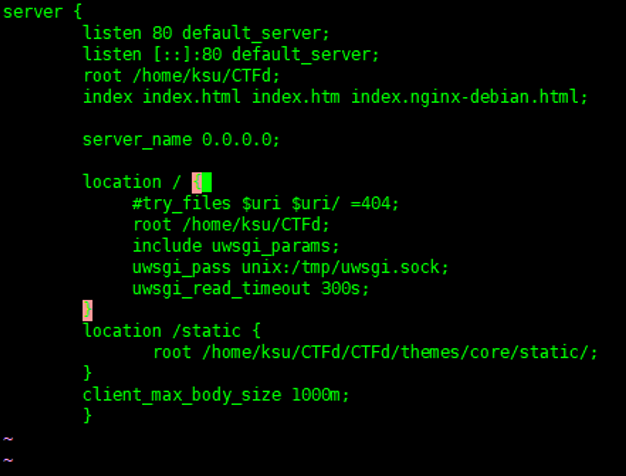 server {
        listen 80 default_server;
        listen [::]:80 default_server;
        root /home/ksu/CTFd;
        index index.html index.htm index.nginx-debian.html;

        server_name 0.0.0.0;

        location / {
             #try_files $uri $uri/ =404;
             root /home/ksu/CTFd;
             include uwsgi_params;
             uwsgi_pass unix:/tmp/uwsgi.sock;
             uwsgi_read_timeout 300s;
        }
        location /static {
               root /home/ksu/CTFd/CTFd/themes/core/static/;
        }
        client_max_body_size 1000m;
        }
~
~